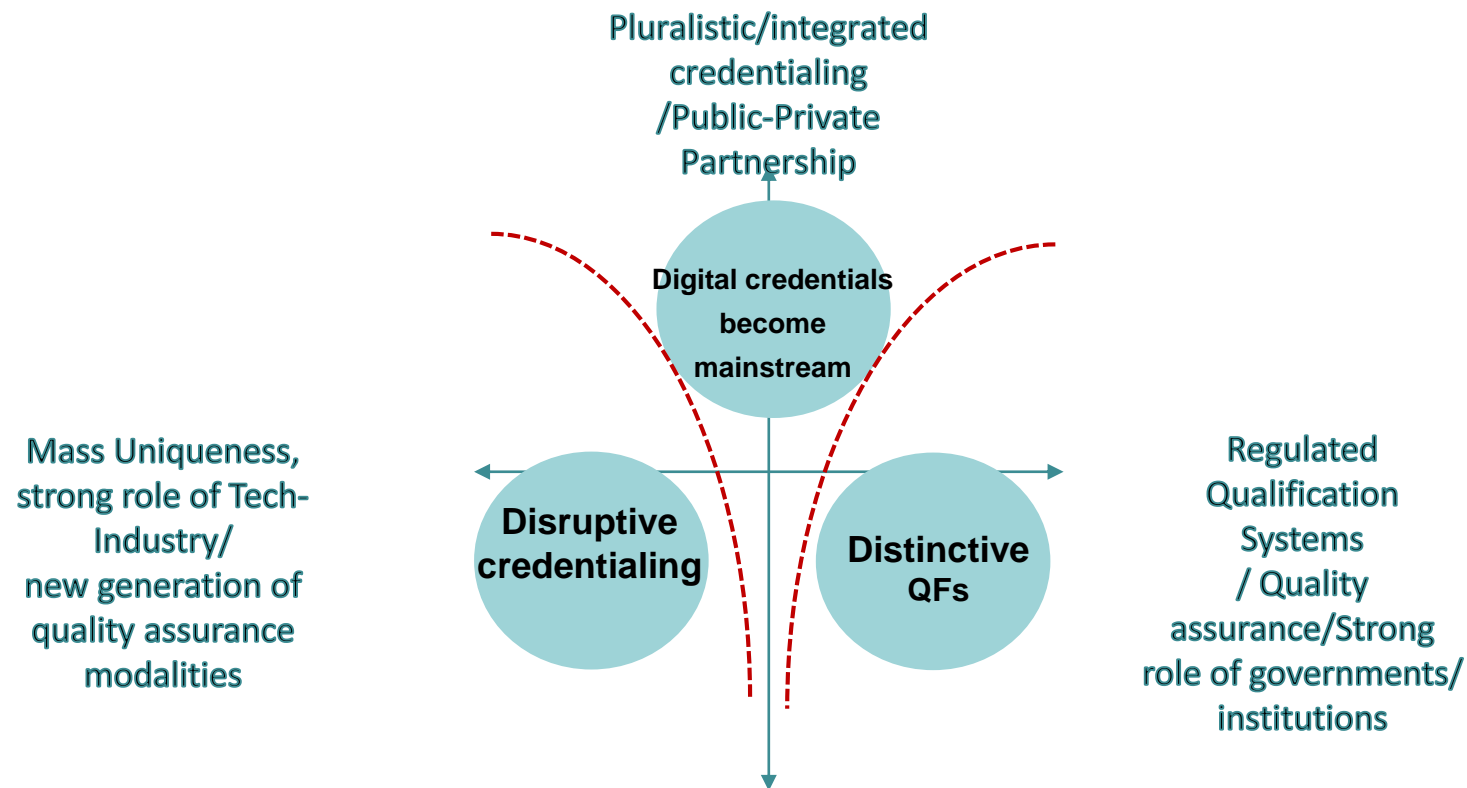 Pluralistic/integrated
credentialing
/Public-Private
Partnership
Digital credentials
become
mainstream
Mass Uniqueness,
strong role of Tech-
Industry/
new generation of
quality assurance
modalities
Disruptive
credentialing
Distinctive
QFs
Regulated
Qualification
Systems
/ Quality
assurance/Strong
role of governments/
institutions